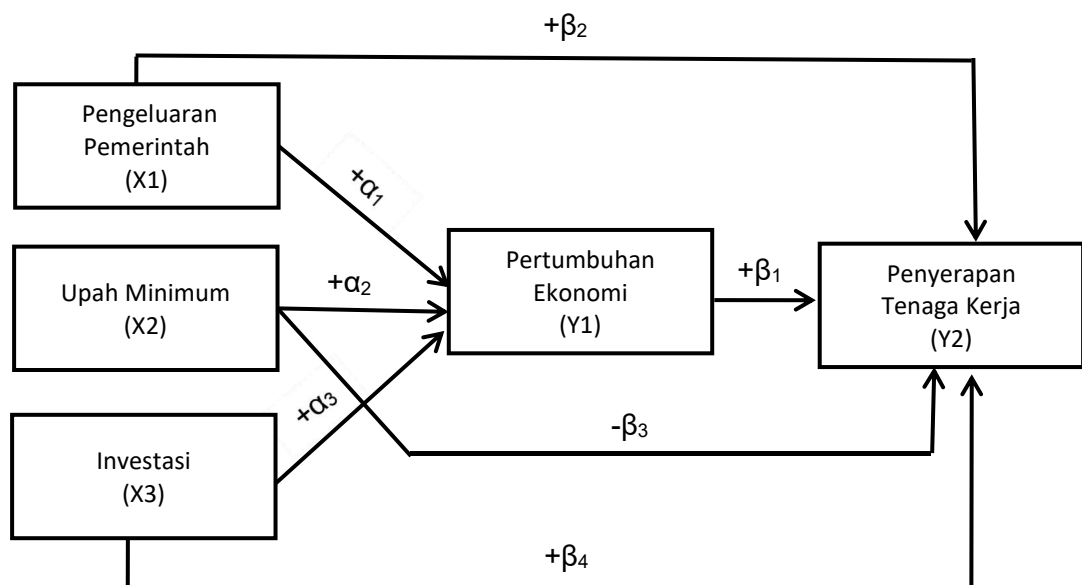 +β₂
Pengeluaran
Pemerintah
(X1)
+α₁
Upah Minimum
(X2)
+α₂
Pertumbuhan
Ekonomi
(Y1)
+β₁
Penyerapan
Tenaga Kerja
(Y2)
+α₃
-β₃
Investasi
(X3)
+β₄